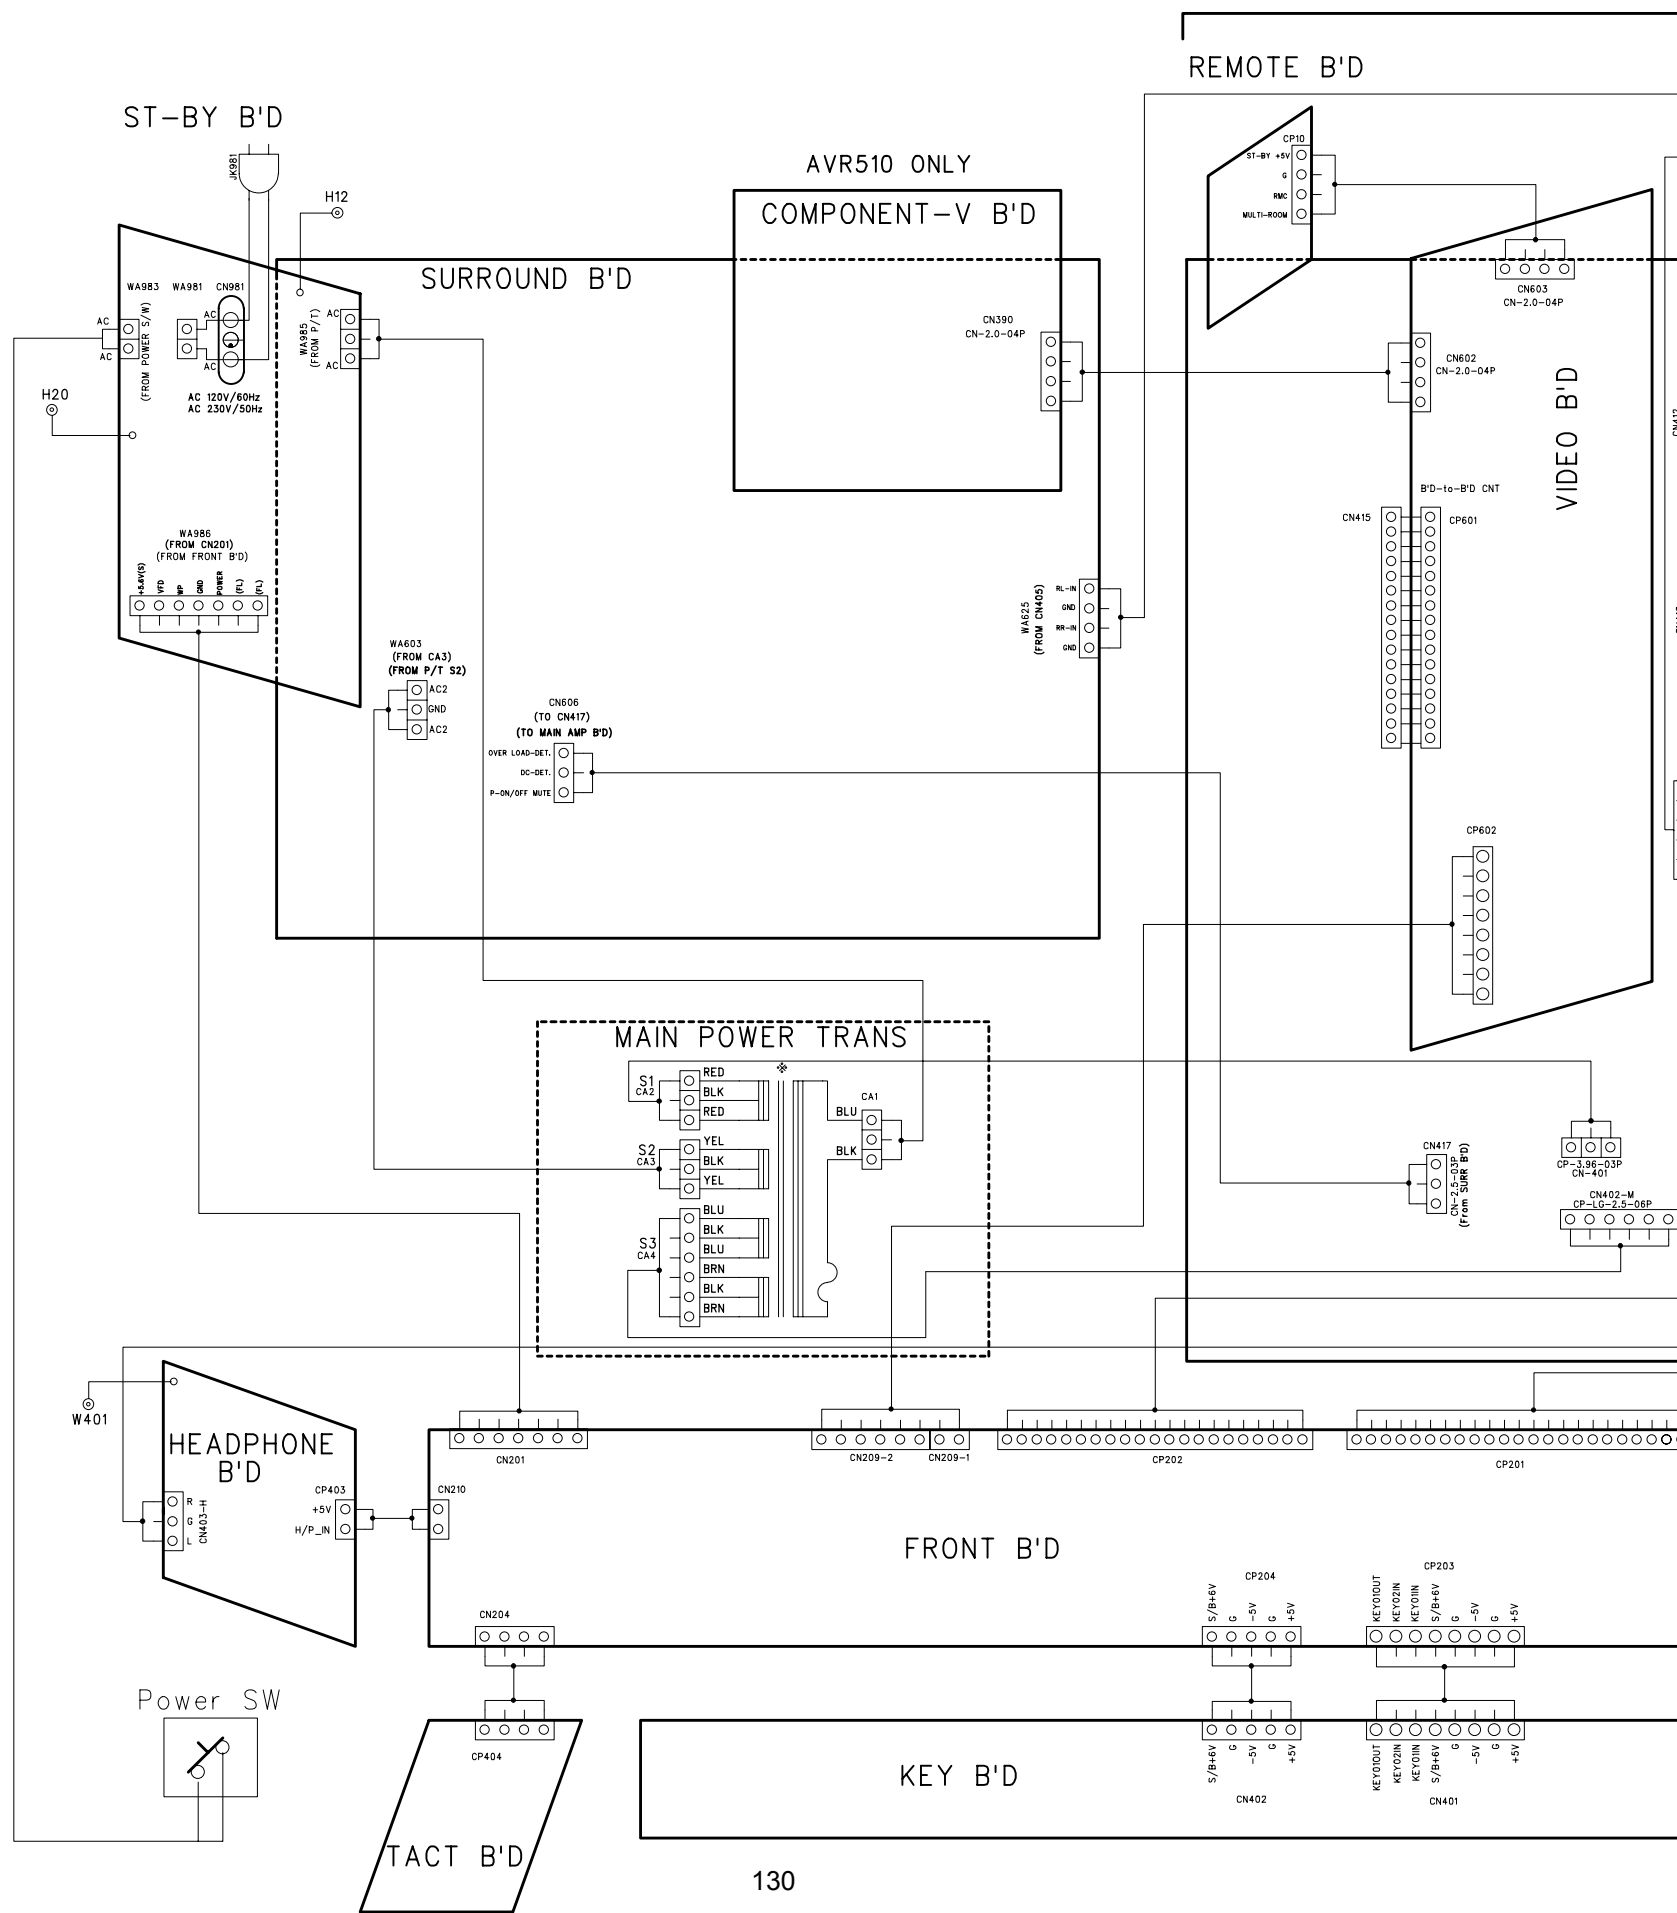 REMOTE B'D
ST-BY B'D
JK981
AVR510 ONLY
COMPONENT-V B'D
CP10
ST-BY +5V
G
RMC
MULTI-ROOM
H12
SURROUND B'D
WA983
WA981
CN981
AC
AC
(FROM POWER S/W)
AC
AC
AC 120V/60Hz
AC 230V/50Hz
WA985
(FROM P/T)
AC
AC
H20
CN390
CN-2.0-04P
CN603
CN-2.0-04P
CN602
CN-2.0-04P
VIDEO B'D
CN412
B'D-to-B'D CNT
CN415
CP601
WA986
(FROM CN201)
(FROM FRONT B'D)
+5.6V(S)
VFD
WP
GND
POWER
(FL)
(FL)
WA625
(FROM CN405)
RL-IN
GND
RR-IN
GND
WA603
(FROM CA3)
(FROM P/T S2)
AC2
GND
AC2
CN606
(TO CN417)
(TO MAIN AMP B'D)
OVER LOAD-DET.
DC-DET.
P-ON/OFF MUTE
CP602
MAIN POWER TRANS
※
S1
CA2
RED
BLK
RED
S2
CA3
YEL
BLK
YEL
S3
CA4
BLU
BLK
BLU
BRN
BLK
BRN
CA1
BLU
BLK
CN417
CN-2.5-03P
(From SURR B'D)
CP-3.96-03P
CN-401
CN402-M
CP-LG-2.5-06P
W401
HEADPHONE
B'D
R
G
L
CN403-H
CP403
+5V
H/P_IN
CN201
CN210
CN209-2
CN209-1
CP202
CP201
FRONT B'D
CN204
CP204
S/B+6V
G
-5V
G
+5V
CP203
KEY01OUT
KEY02IN
KEY01IN
S/B+6V
G
-5V
G
+5V
Power SW
CP404
TACT B'D
KEY B'D
S/B+6V
G
-5V
G
+5V
CN402
KEY01OUT
KEY02IN
KEY01IN
S/B+6V
G
-5V
G
+5V
CN401
130